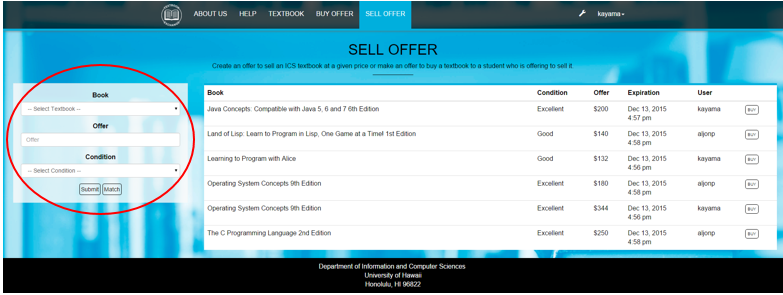 ABOUT US HELP TEXTBOOK BUY OFFER SELL OFFER kayama
SELL OFFER
Create an offer to sell an ICS textbook at a given price or make an offer to buy a textbook to a student who is offering to sell it
Book
-- Select Textbook --
Offer
Offer
Condition
-- Select Condition --
Submit Match
Book Condition Offer Expiration User
Java Concepts: Compatible with Java 5, 6 and 7 6th Edition Excellent $200 Dec 13, 2015 kayama BUY
4:57 pm
Land of Lisp: Learn to Program in Lisp, One Game at a Time! 1st Edition Good $140 Dec 13, 2015 aljonp BUY
4:58 pm
Learning to Program with Alice Good $132 Dec 13, 2015 kayama BUY
4:56 pm
Operating System Concepts 9th Edition Excellent $180 Dec 13, 2015 aljonp BUY
4:58 pm
Operating System Concepts 9th Edition Excellent $344 Dec 13, 2015 kayama BUY
4:56 pm
The C Programming Language 2nd Edition Excellent $250 Dec 13, 2015 aljonp BUY
4:58 pm
Department of Information and Computer Sciences
University of Hawaii
Honolulu, HI 96822